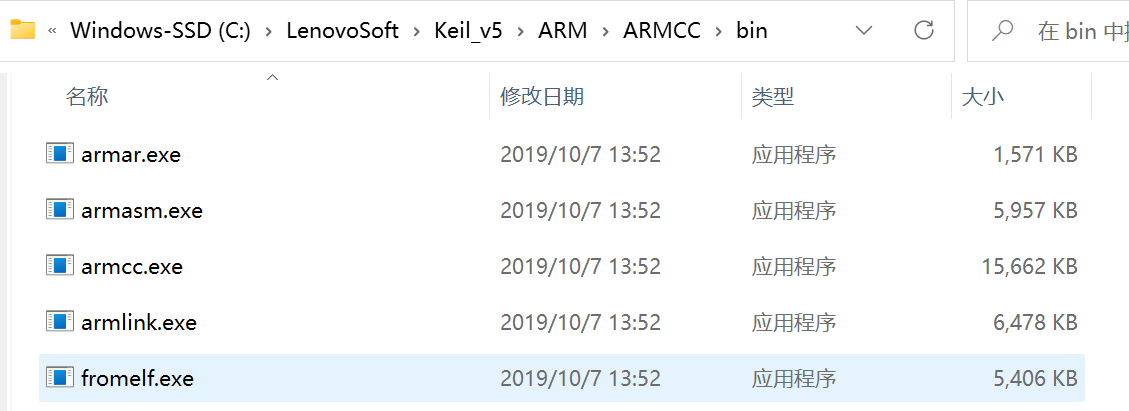 « Windows-SSD (C:) › LenovoSoft › Keil_v5 › ARM › ARMCC › bin 在 bin 中
名称 修改日期 类型 大小
armar.exe 2019/10/7 13:52 应用程序 1,571 KB
armasm.exe 2019/10/7 13:52 应用程序 5,957 KB
armcc.exe 2019/10/7 13:52 应用程序 15,662 KB
armlink.exe 2019/10/7 13:52 应用程序 6,478 KB
fromelf.exe 2019/10/7 13:52 应用程序 5,406 KB